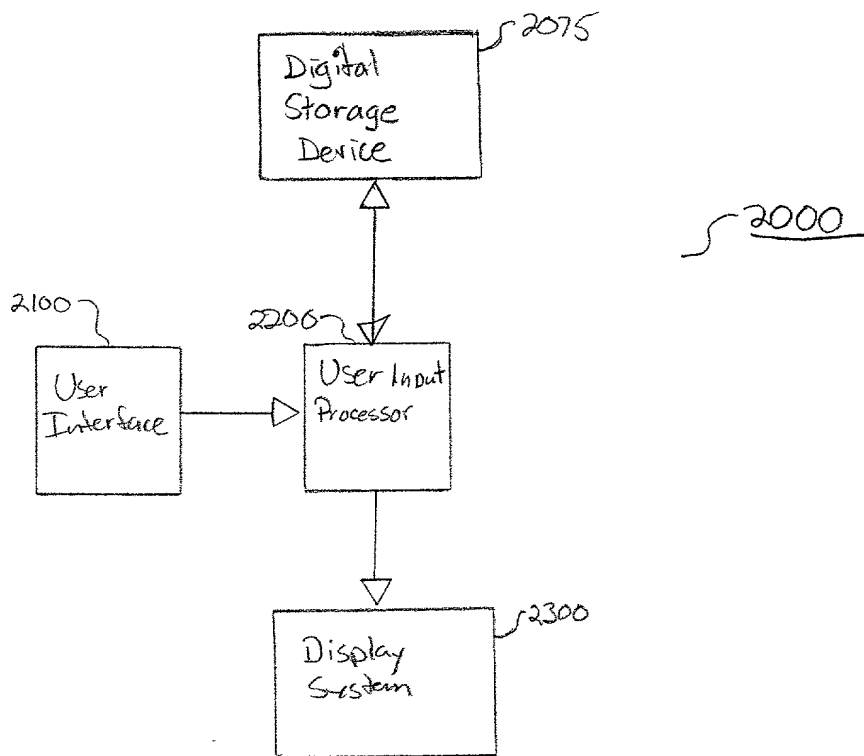 2075
Digital
Storage
Device
2000
2100
2200
User
Interface
User Input
Processor
2300
Display
System